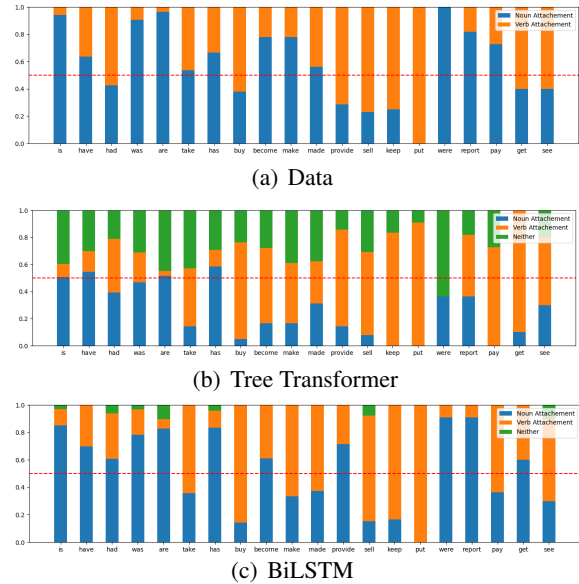 1.0
0.8
0.6
0.4
0.2
0.0
Noun Attachement
Verb Attachement
is have had was are take has buy become make made provide sell keep put were report pay get see
(a) Data
1.0
0.8
0.6
0.4
0.2
0.0
Noun Attachement
Verb Attachement
Neither
is have had was are take has buy become make made provide sell keep put were report pay get see
(b) Tree Transformer
1.0
0.8
0.6
0.4
0.2
0.0
Noun Attachement
Verb Attachement
Neither
is have had was are take has buy become make made provide sell keep put were report pay get see
(c) BiLSTM